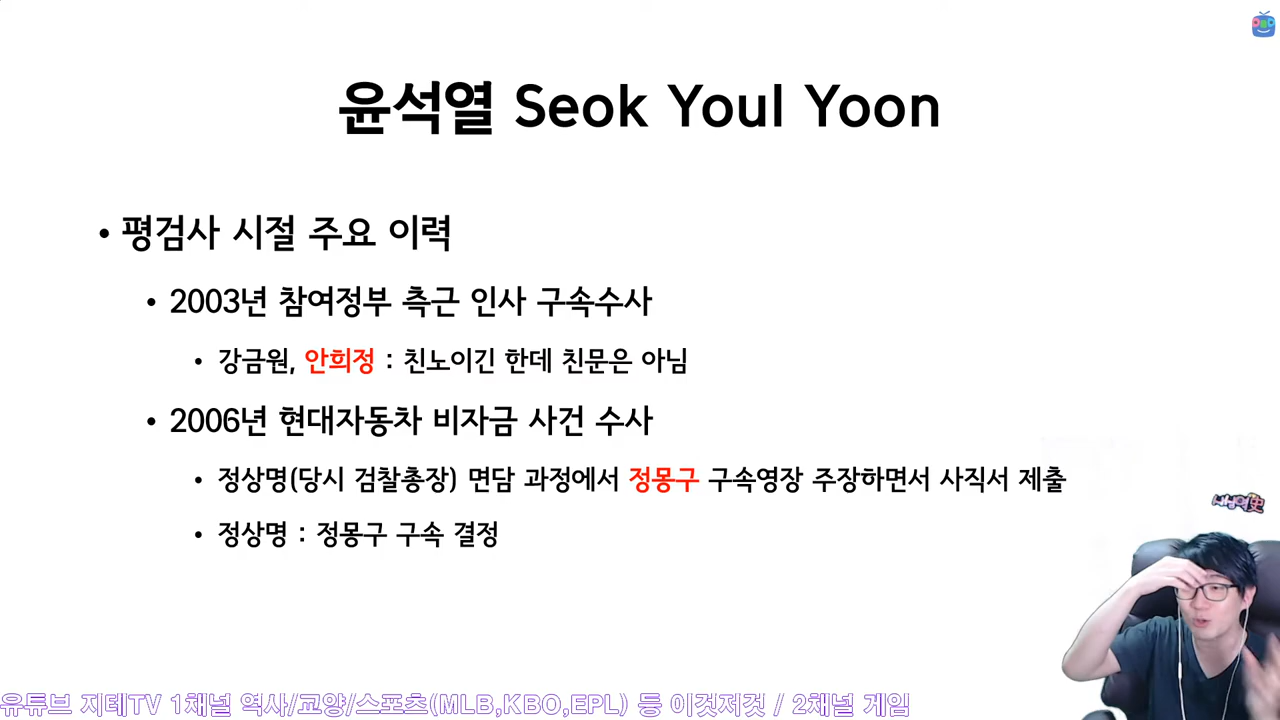 윤석열 Seok Youl Yoon
• 평검사 시절 주요 이력
• 2003년 참여정부 측근 인사 구속수사
• 강금원, 안희정 : 친노이긴 한데 친문은 아님
• 2006년 현대자동차 비자금 사건 수사
• 정상명(당시 검찰총장) 면담 과정에서 정몽구 구속영장 주장하면서 사직서 제출
• 정상명 : 정몽구 구속 결정
유튜브 지테TV 1채널 역사/교양/스포츠(MLB,KBO,EPL) 등 이것저것 / 2채널 게임